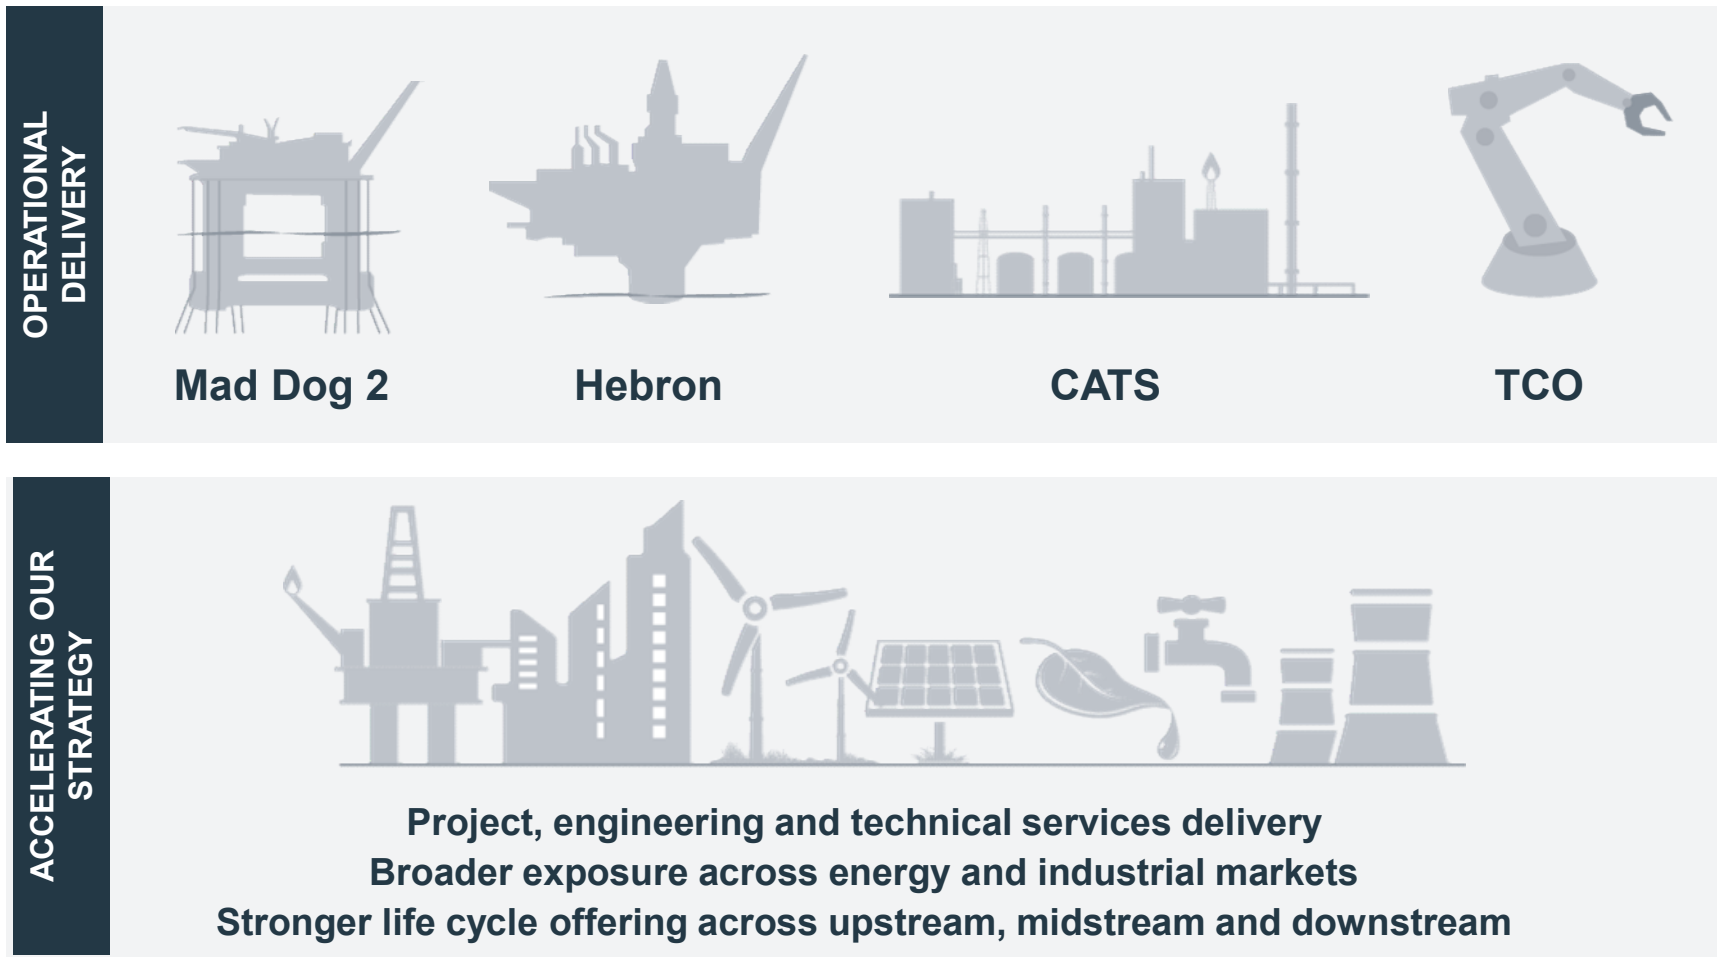 OPERATIONAL
DELIVERY
Mad Dog 2
Hebron
CATS
TCO
ACCELERATING OUR
STRATEGY
Project, engineering and technical services delivery
Broader exposure across energy and industrial markets
Stronger life cycle offering across upstream, midstream and downstream